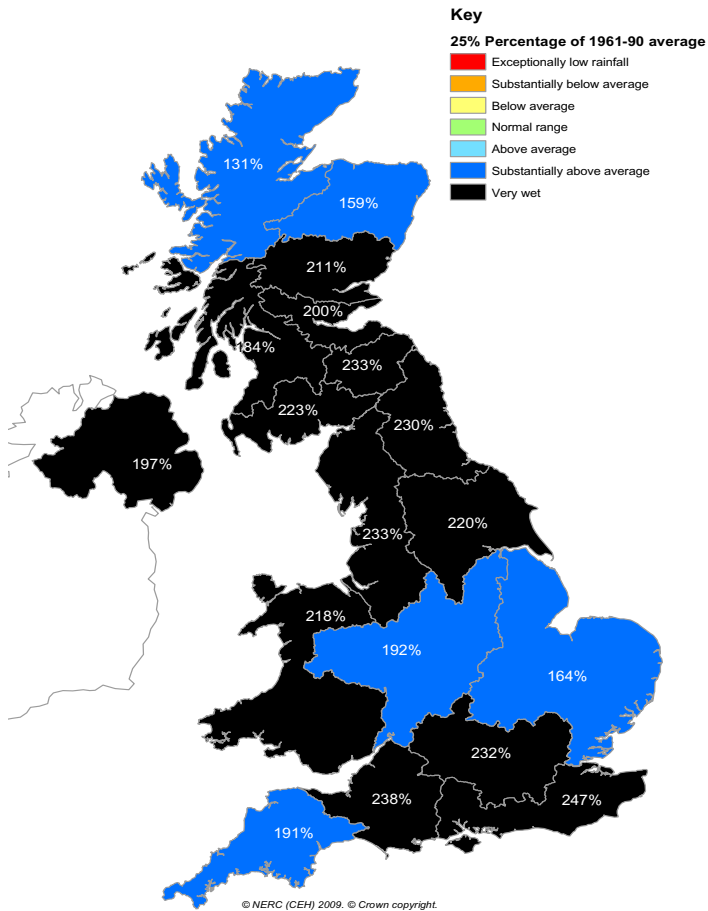 Key
25% Percentage of 1961-90 average
Exceptionally low rainfall
Substantially below average
Below average
Normal range
Above average
Substantially above average
Very wet
131%
159%
211%
200%
184%
233%
223%
230%
197%
220%
233%
218%
192%
164%
232%
238%
247%
191%
© NERC (CEH) 2009. © Crown copyright.